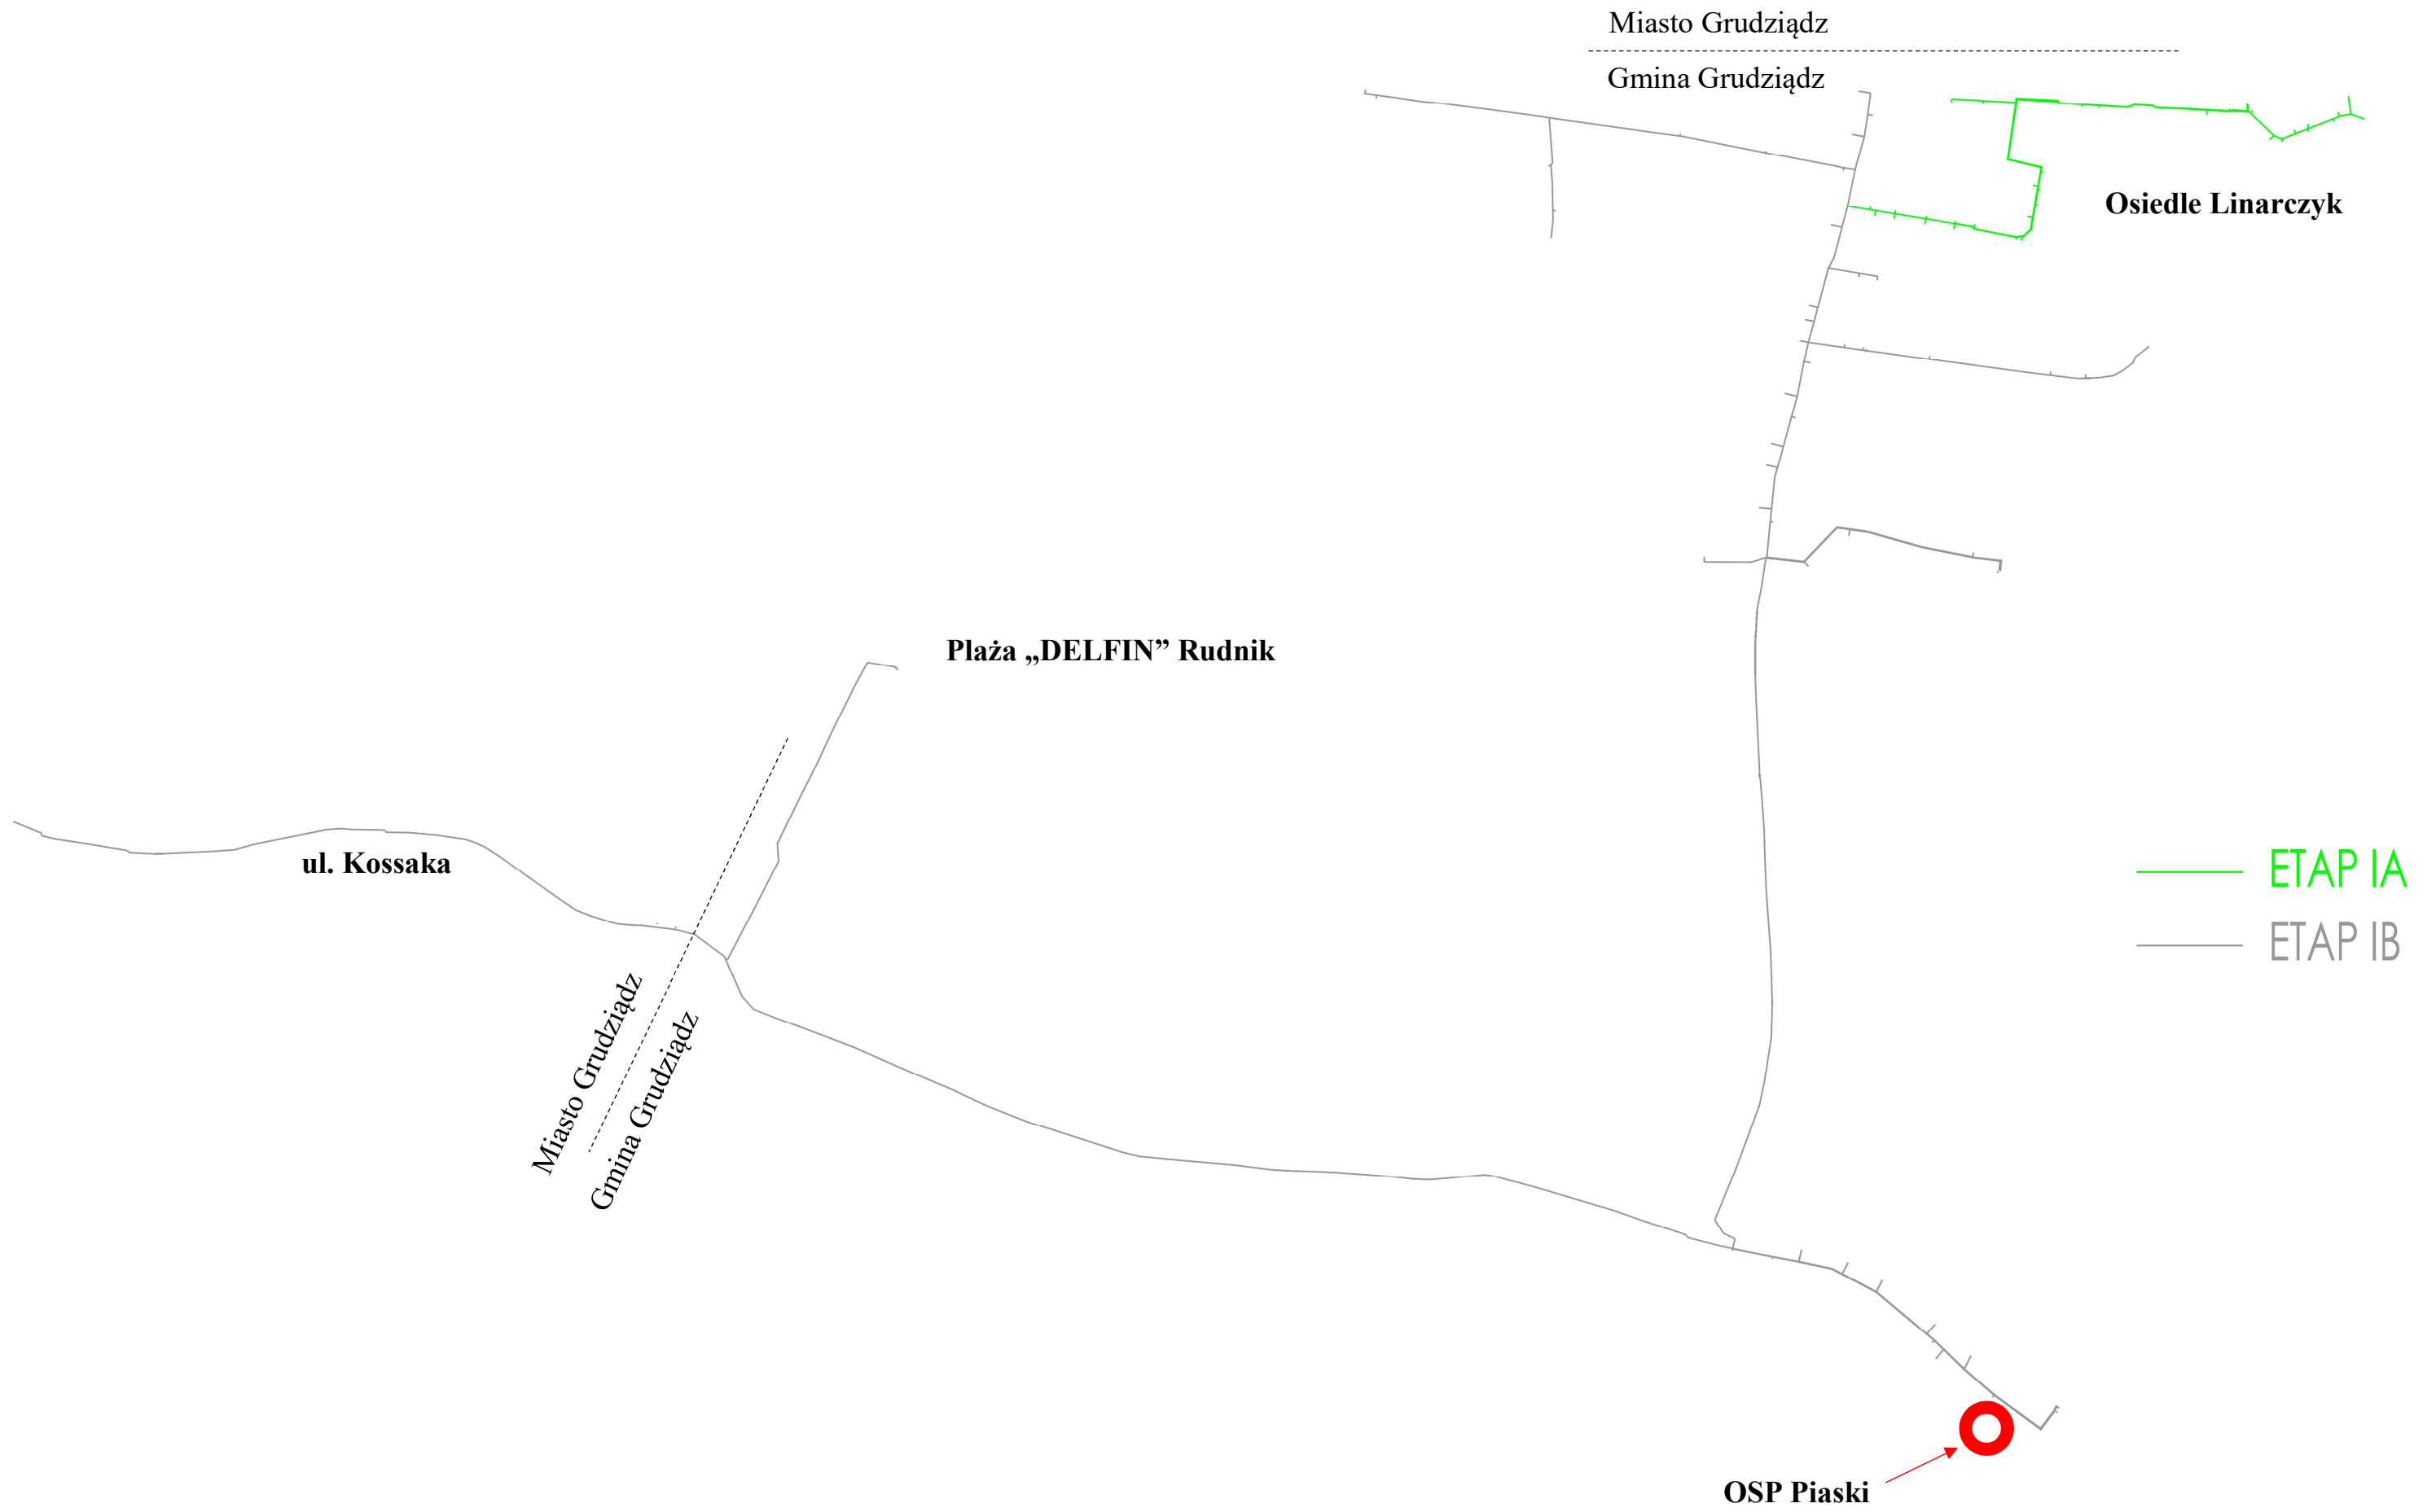 Miasto Grudziądz
Gmina Grudziądz
Osiedle Linarczyk
Plaża „DELFIN” Rudnik
ul. Kossaka
ETAP IA
ETAP IB
Miasto Grudziądz
Gmina Grudziądz
OSP Piaski